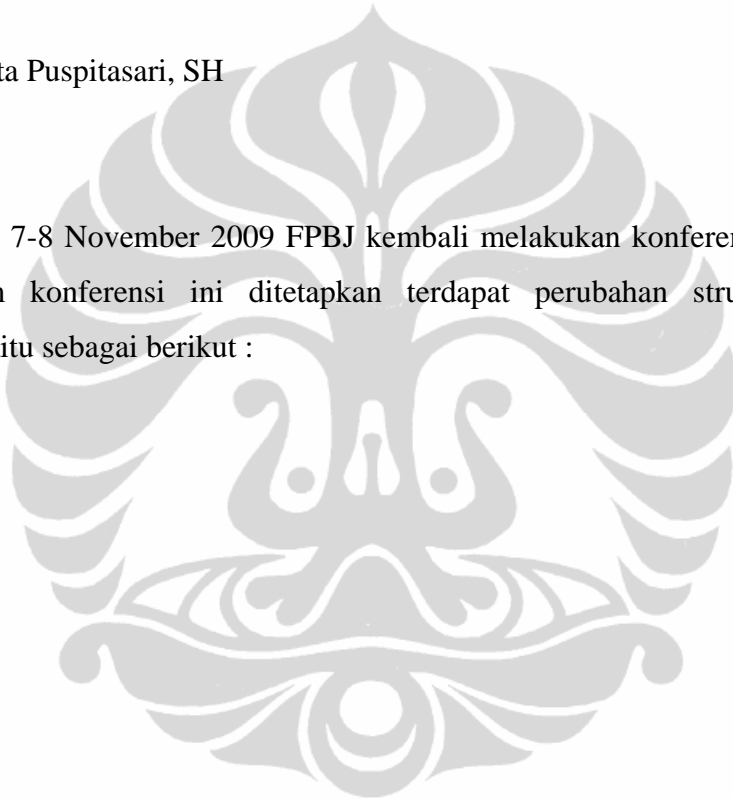 ta Puspitasari, SH
7-8 November 2009 FPBJ kembali melakukan konferen
konferensi ini ditetapkan terdapat perubahan stru
itu sebagai berikut :